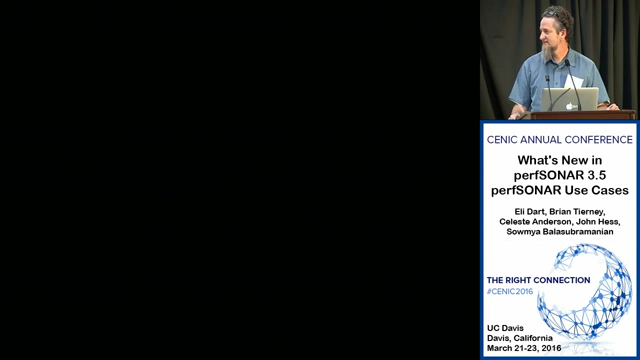 CENIC ANNUAL CONFERENCE
What's New in
perfSONAR 3.5
perfSONAR Use Cases
Eli Dart, Brian Tierney,
Celeste Anderson, John Hess,
Sowmya Balasubramanian
THE RIGHT CONNECTION
#CENIC2016
UC Davis
Davis, California
March 21-23, 2016